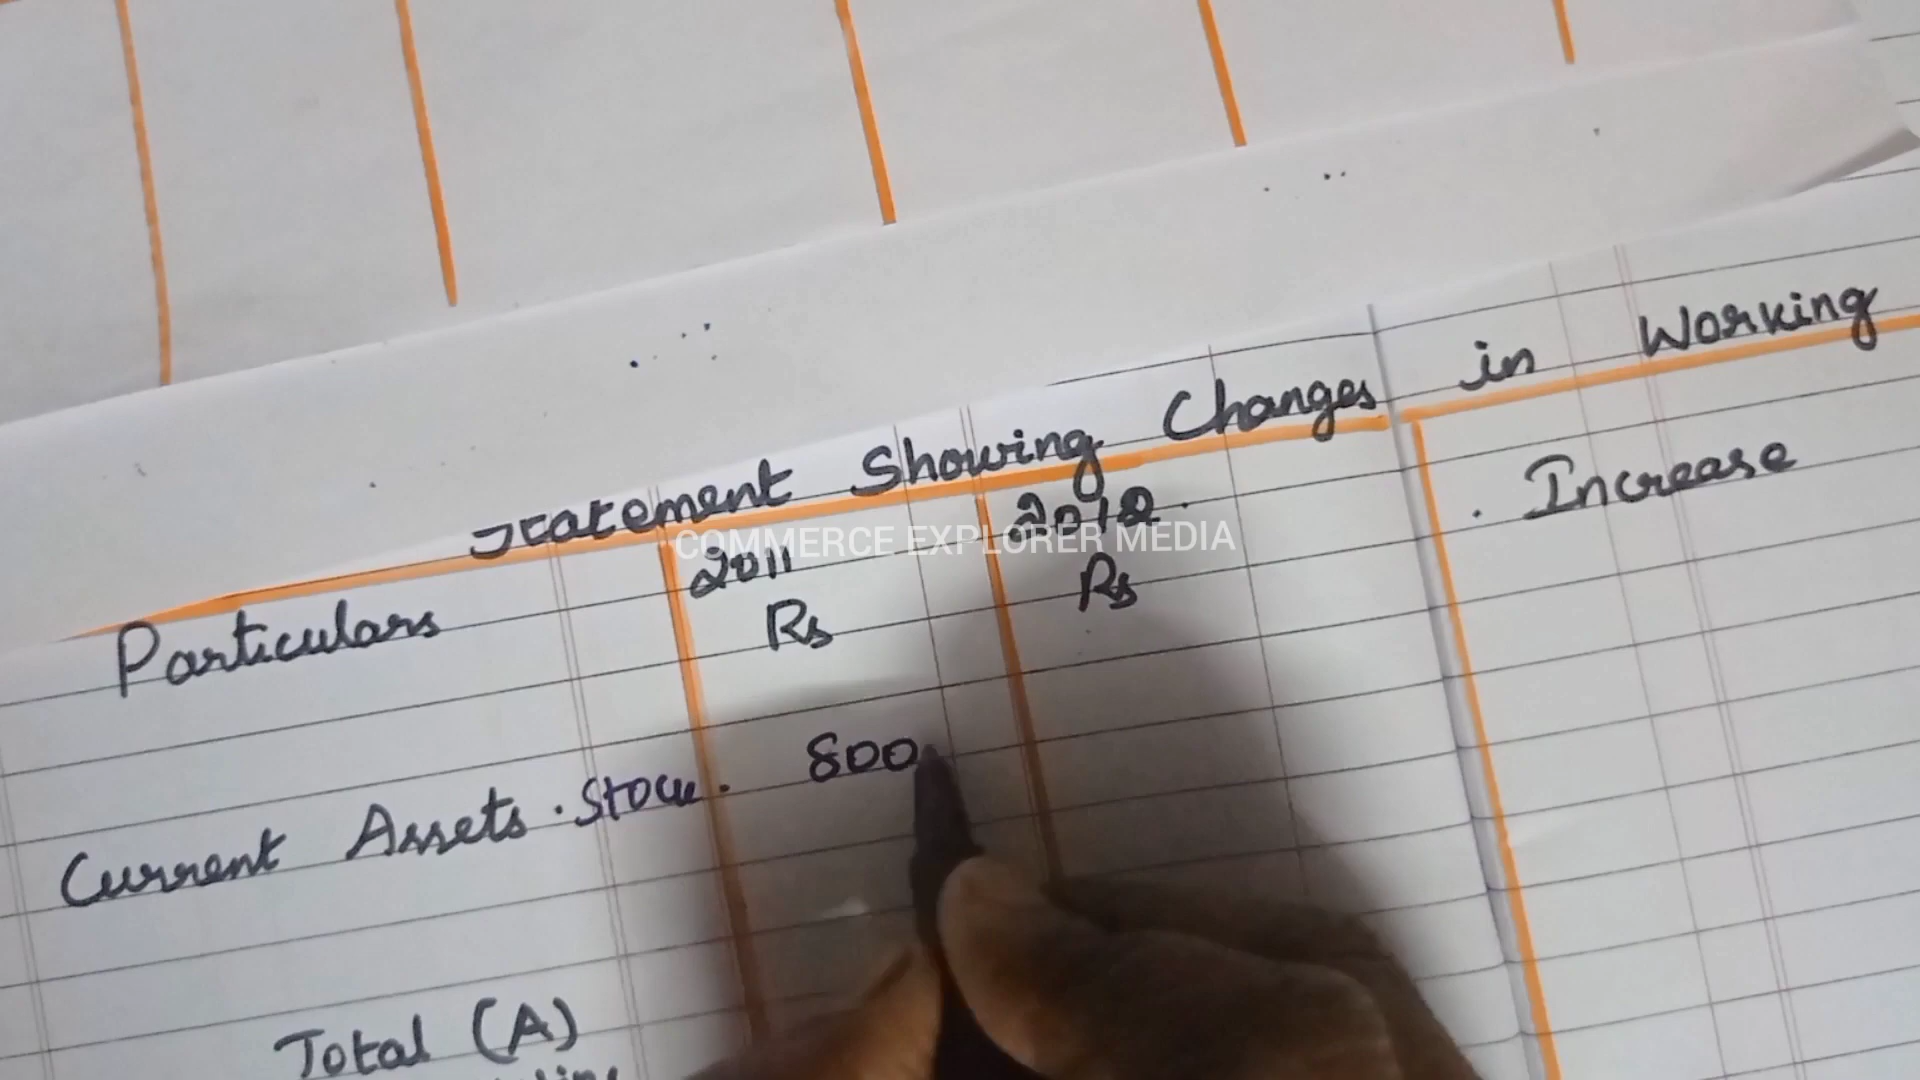 Statement Showing Changes in Working
COMMERCE EXPLORER MEDIA
Particulars 2011 2012 . Increase
Rs Rs
Current Assets . Stock . 800
Total (A)